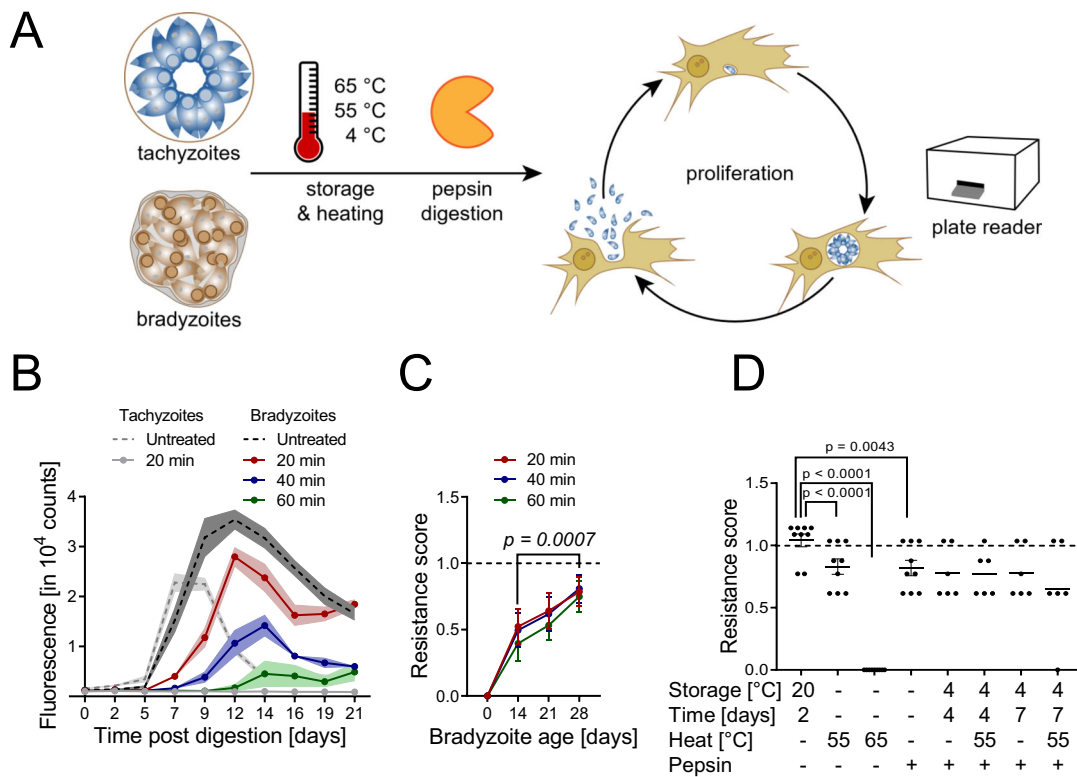 A
tachyzoites
bradyzoites
65 °C
55 °C
4 °C
storage
& heating
pepsin
digestion
proliferation
plate reader
B
Tachyzoites
Untreated
20 min
Bradyzoites
Untreated
20 min
40 min
60 min
Fluorescence [in 10⁴ counts]
4
3
2
1
0
0 2 5 7 9 12 14 16 19 21
Time post digestion [days]
C
20 min
40 min
60 min
Resistance score
1.5
1.0
0.5
0.0
p = 0.0007
0 14 21 28
Bradyzoite age [days]
D
p = 0.0043
p < 0.0001
p < 0.0001
Resistance score
1.5
1.0
0.5
0.0
Storage [°C] 20 - - - 4 4 4 4
Time [days] 2 - - - 4 4 7 7
Heat [°C] - 55 65 - - 55 - 55
Pepsin - - - + + + + +